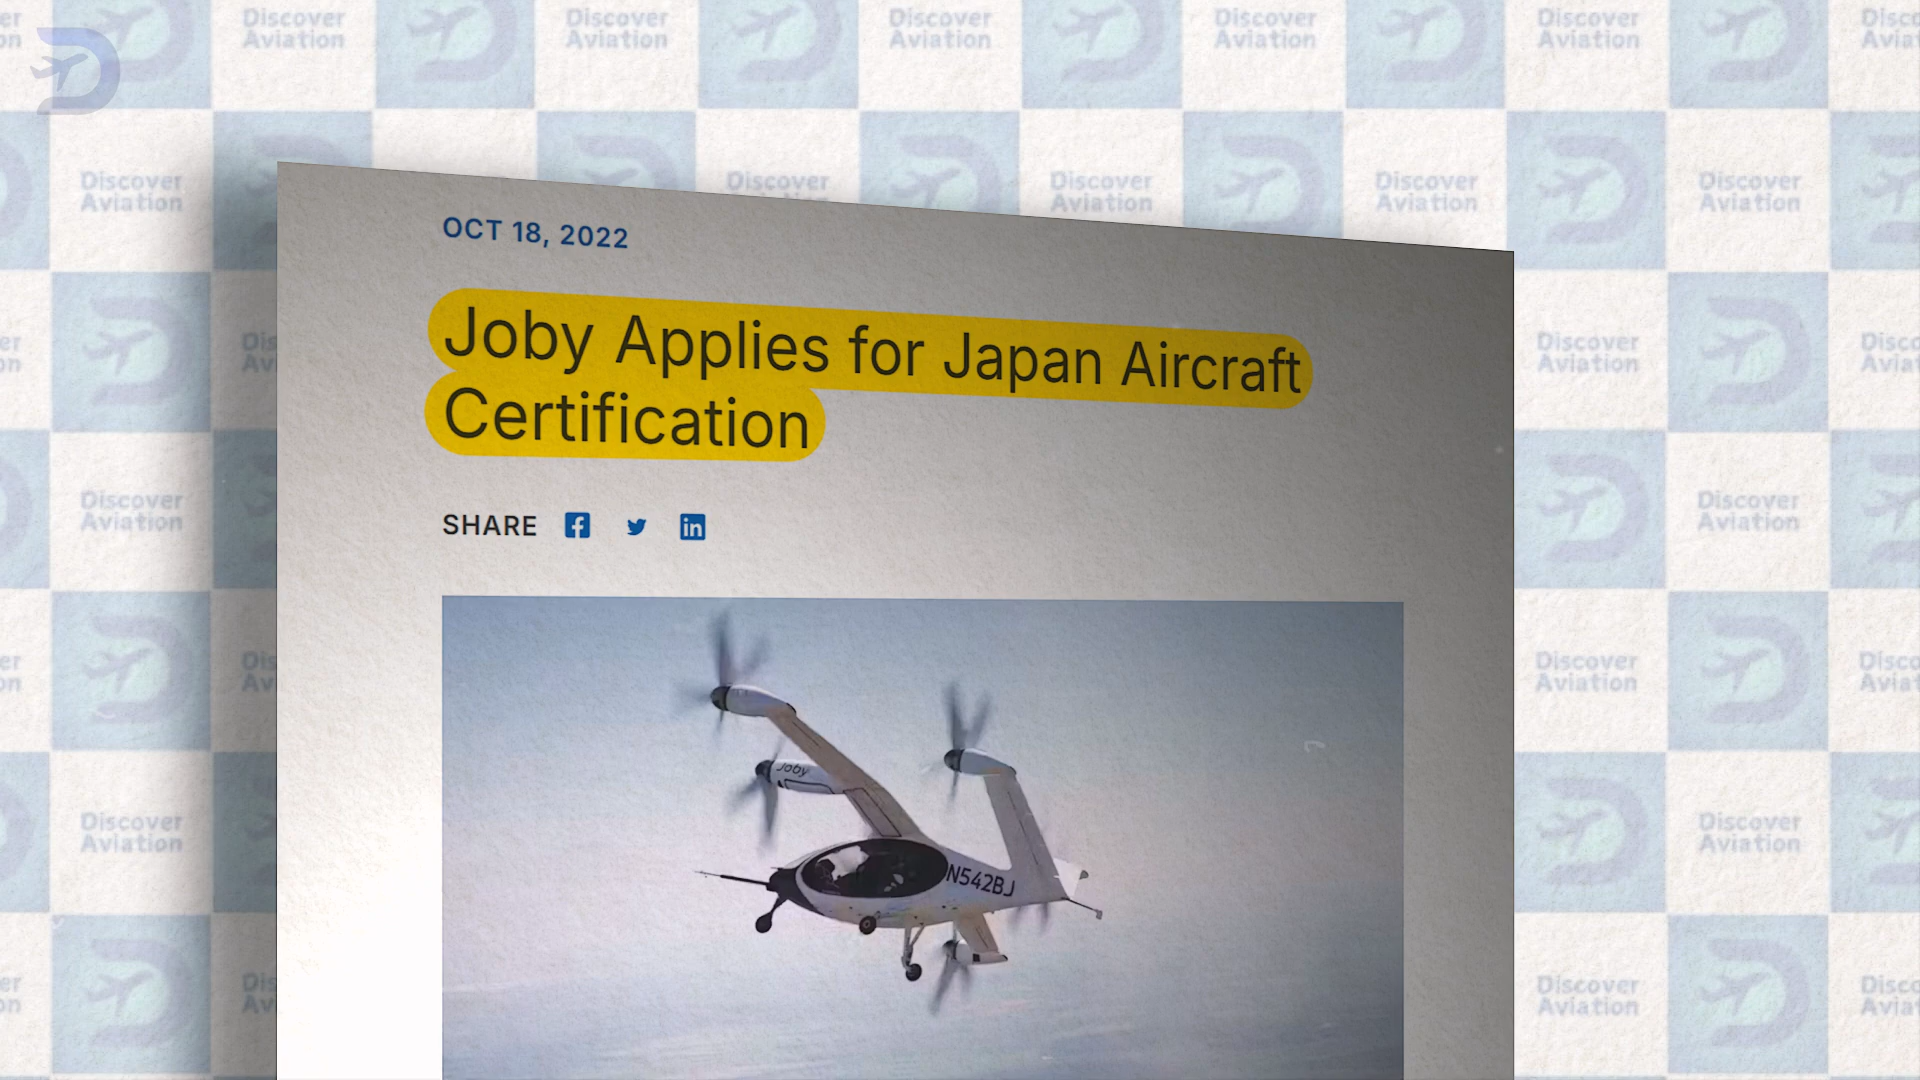 Discover
Aviation
OCT 18, 2022
Joby Applies for Japan Aircraft
Certification
SHARE
Joby
N542BJ